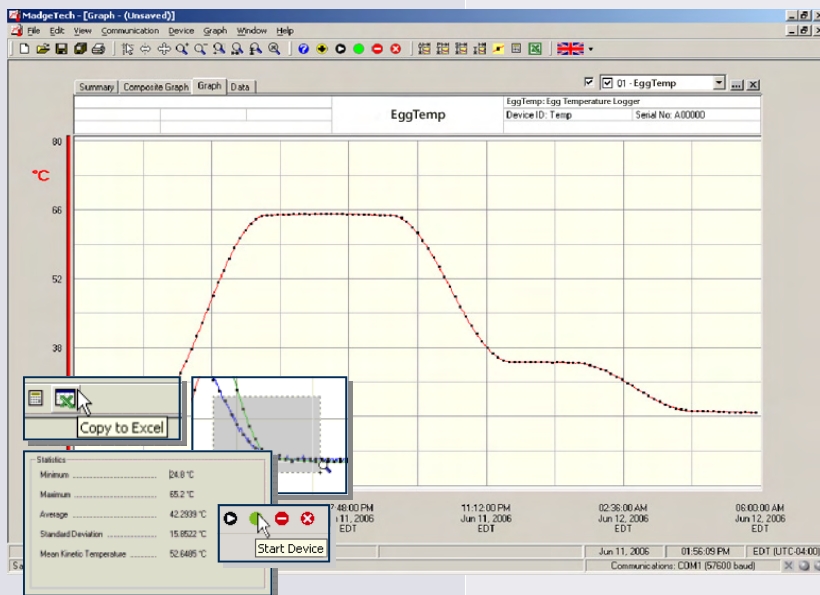 MadgeTech - [Graph - (Unsaved)]
File Edit View Communication Device Graph Window Help
Summary Composite Graph Graph Data
01 - EggTemp
EggTemp
EggTemp: Egg Temperature Logger
Device ID: Temp Serial No: A00000
80
°C
66
52
38
Copy to Excel
Statistics
Minimum 24.8 °C
Maximum 65.2 °C
Average 42.2939 °C
Standard Deviation 15.8522 °C
Mean Kinetic Temperature 52.6485 °C
Start Device
7:48:00 PM 11:12:00 PM 02:36:00 AM 06:00:00 AM
11, 2006 Jun 11, 2006 Jun 12, 2006 Jun 12, 2006
EDT EDT EDT EDT
Jun 11, 2006 01:56:09 PM EDT (UTC-04:00)
Communications: COM1 (57600 baud)